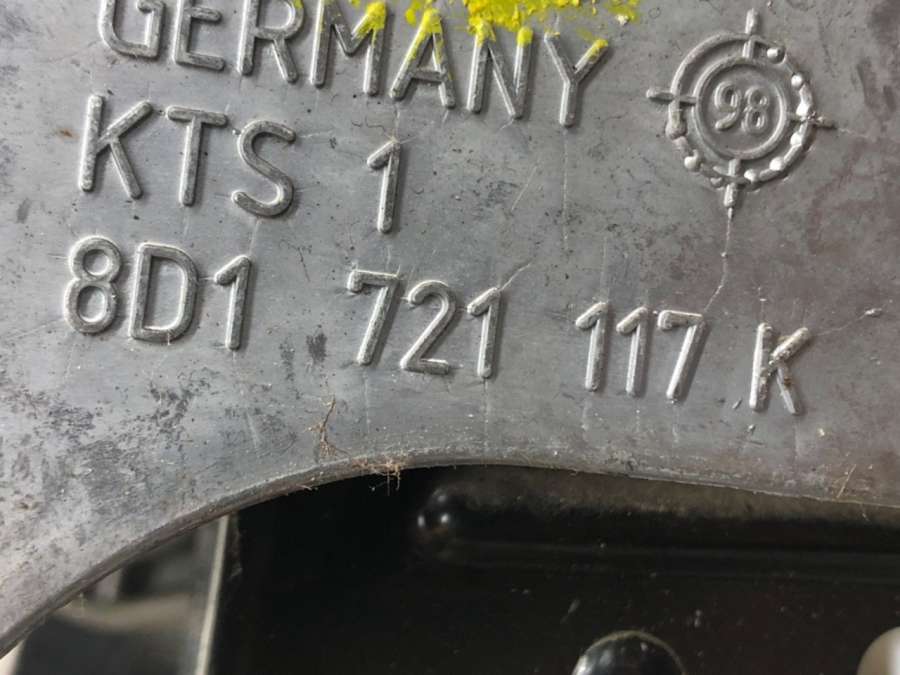 GERMANY
98
KTS 1
8D1 721 117 K